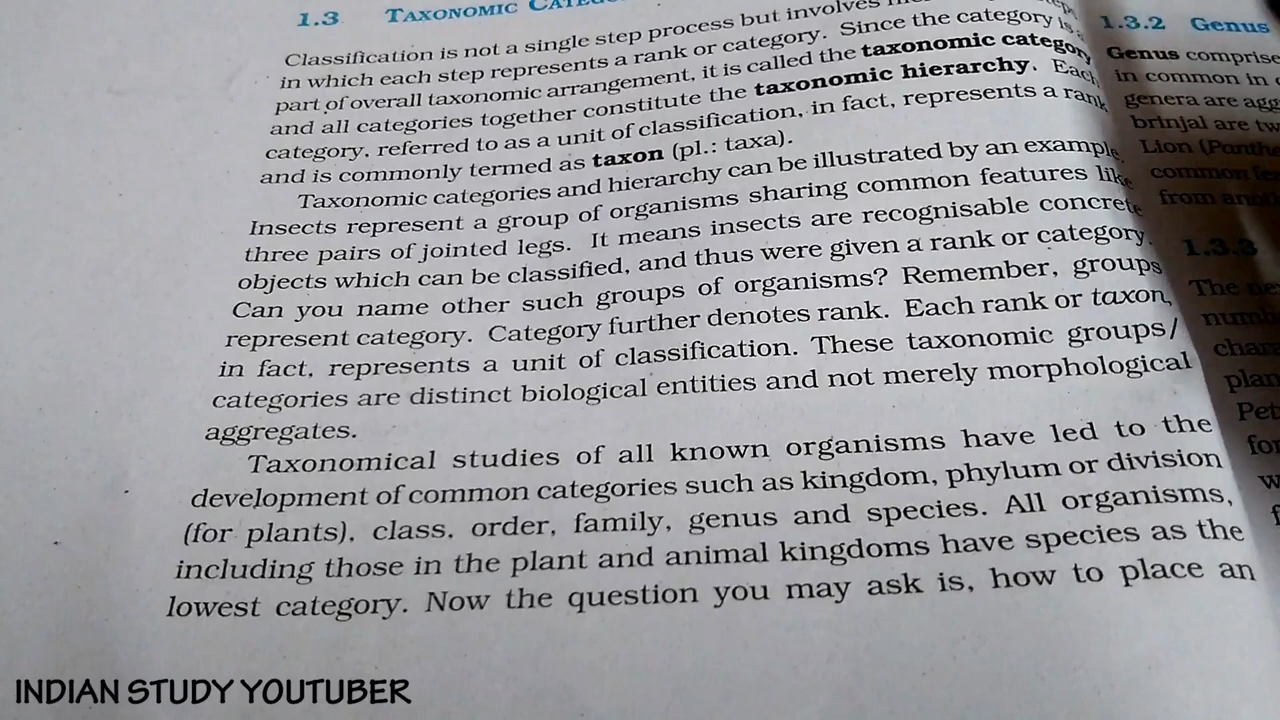 1.3 TAXONOMIC
Classification is not a single step process but involves
in which each step represents a rank or category. Since the category is a
part of overall taxonomic arrangement, it is called the taxonomic category
and all categories together constitute the taxonomic hierarchy. Each
category, referred to as a unit of classification, in fact, represents a rank
and is commonly termed as taxon (pl.: taxa).
Taxonomic categories and hierarchy can be illustrated by an example.
Insects represent a group of organisms sharing common features like
three pairs of jointed legs. It means insects are recognisable concrete
objects which can be classified, and thus were given a rank or category.
Can you name other such groups of organisms? Remember, groups
represent category. Category further denotes rank. Each rank or taxon,
in fact, represents a unit of classification. These taxonomic groups/
categories are distinct biological entities and not merely morphological
aggregates.
Taxonomical studies of all known organisms have led to the
development of common categories such as kingdom, phylum or division
(for plants), class, order, family, genus and species. All organisms,
including those in the plant and animal kingdoms have species as the
lowest category. Now the question you may ask is, how to place an
1.3.2 Genus
Genus comprise
in common in
genera are agg
brinjal are tw
Lion (Panthe
common fea
from
1.3.3
The ne
numb
char
plan
Pet
for
w
f
INDIAN STUDY YOUTUBER